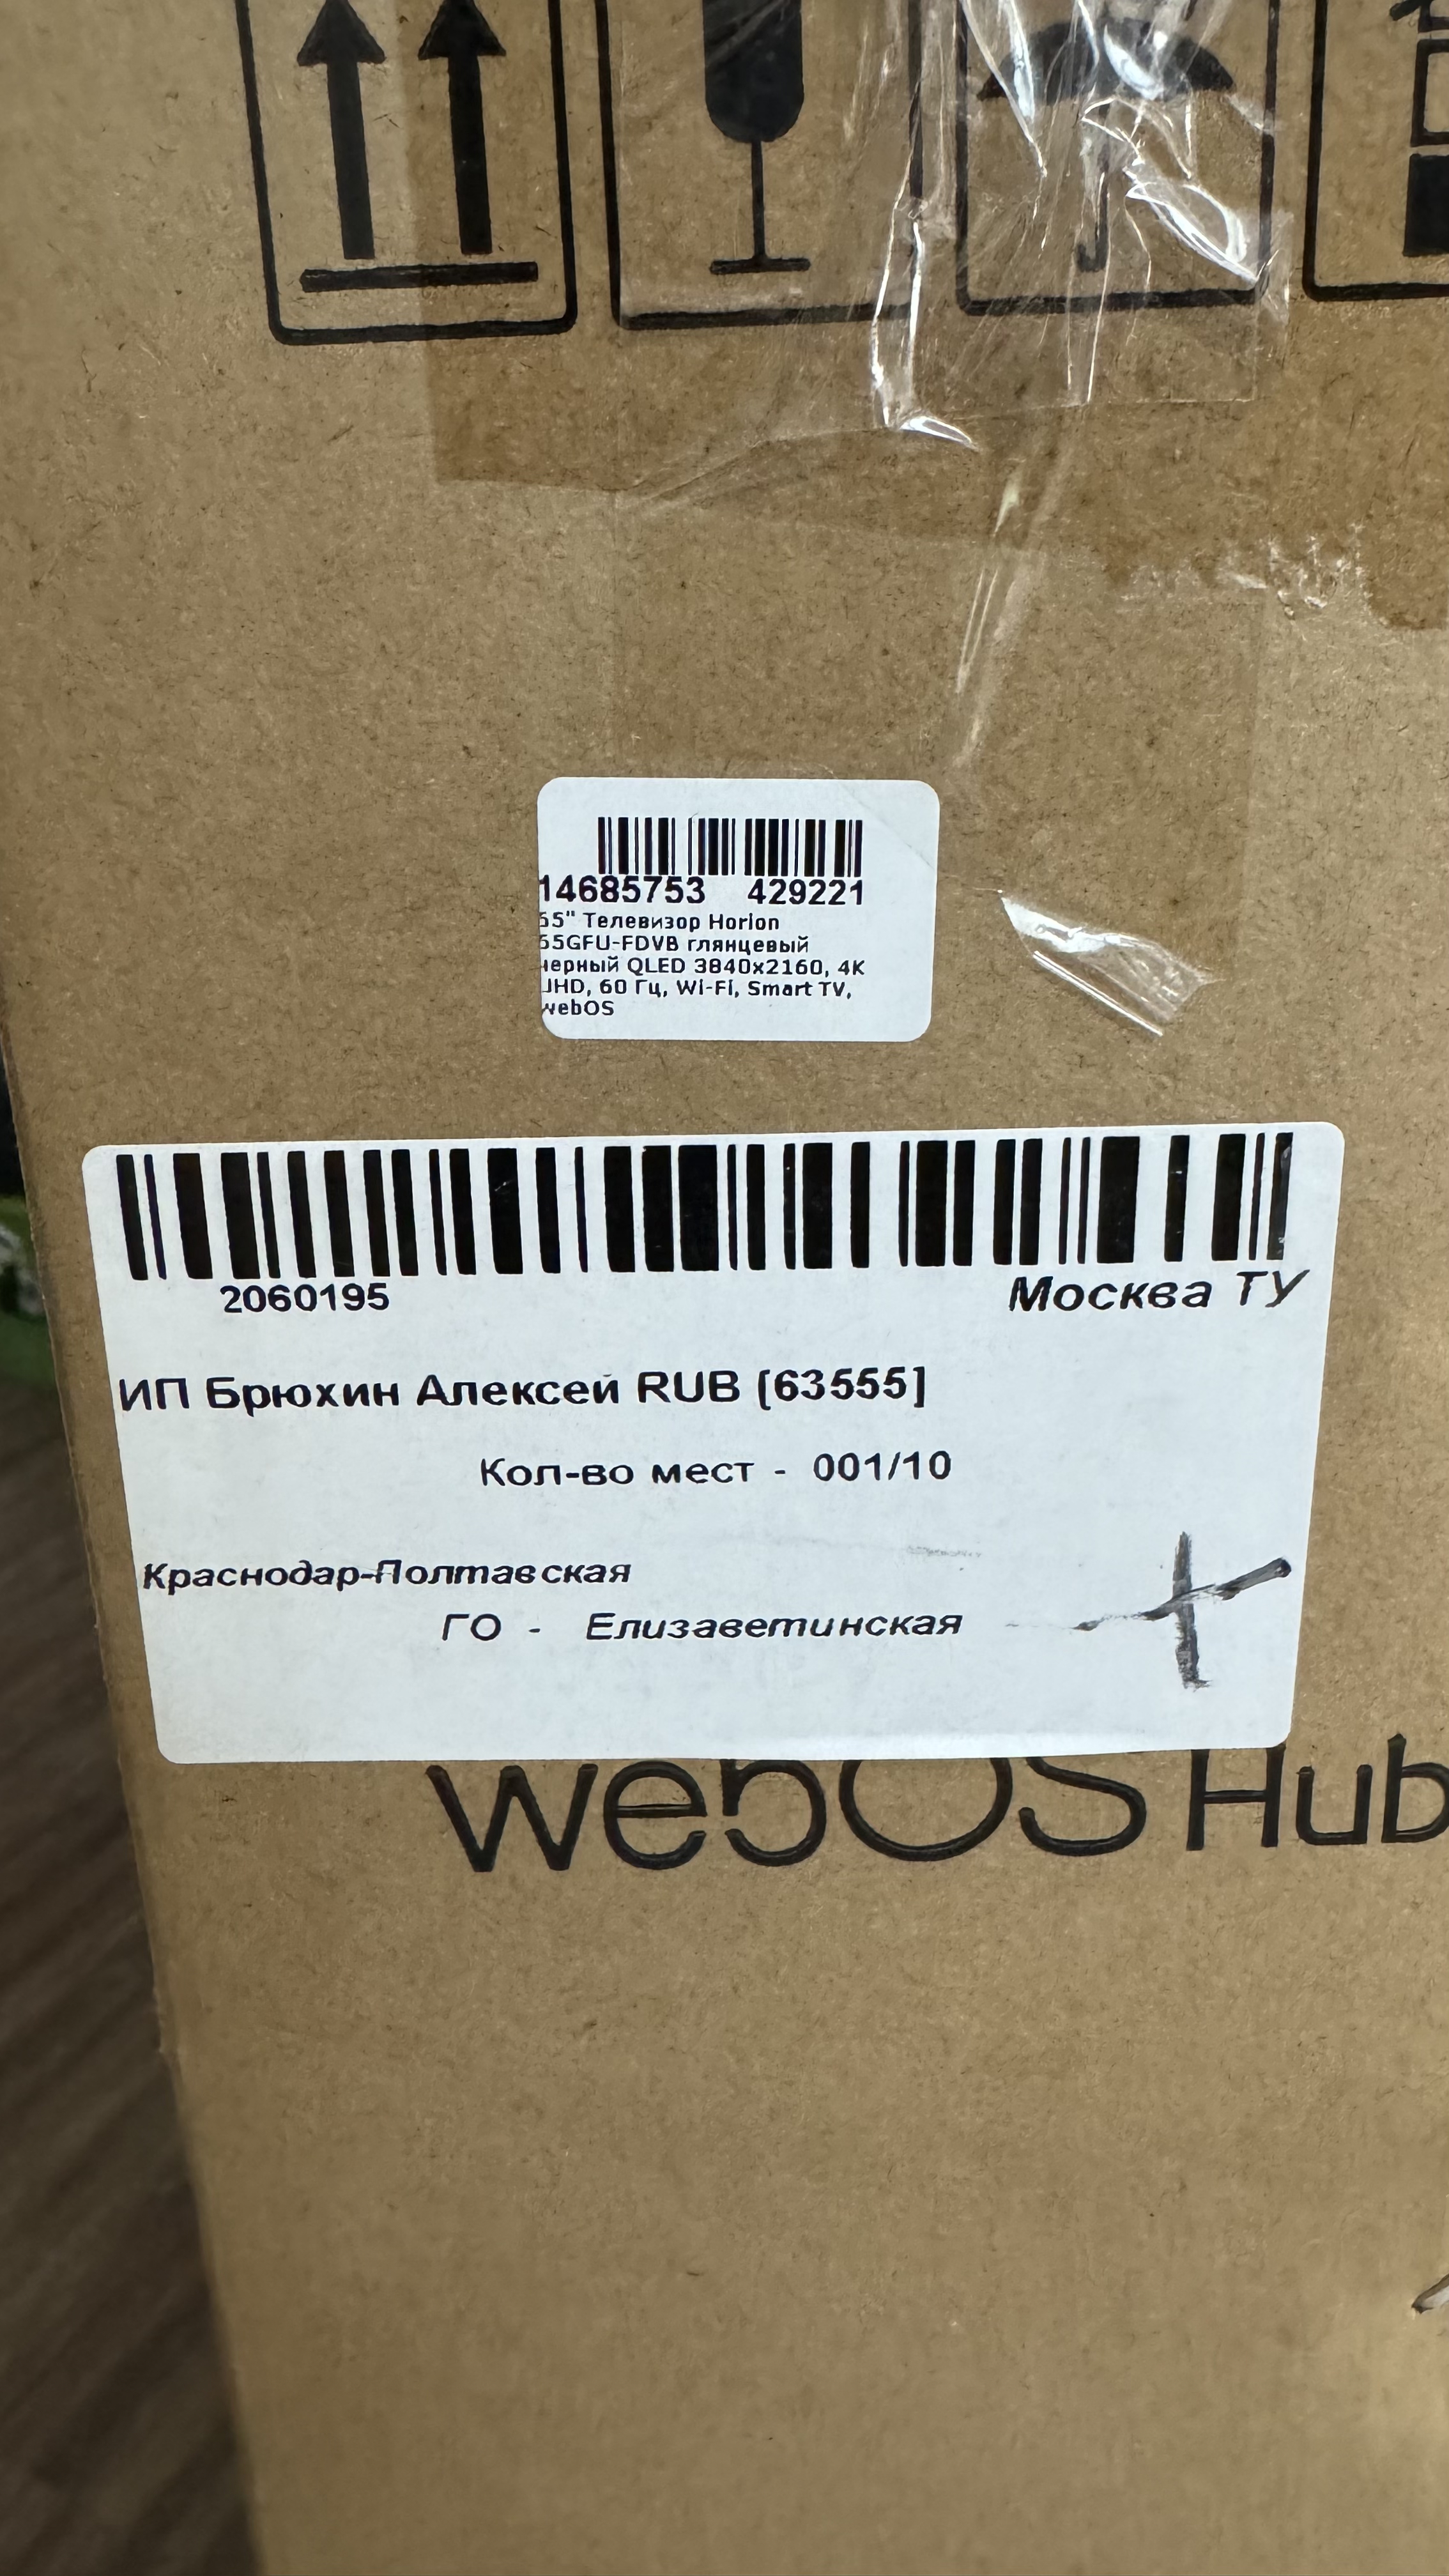 14685753 429221
55" Телевизор Horion
55GFU-FDVB глянцевый
черный QLED 3840x2160, 4K
UHD, 60 Гц, Wi-Fi, Smart TV,
webOS
2060195 Москва ТУ
ИП Брюхин Алексей RUB [63555]
Кол-во мест - 001/10
Краснодар-Полтавская
ГО - Елизаветинская
webOS Hub